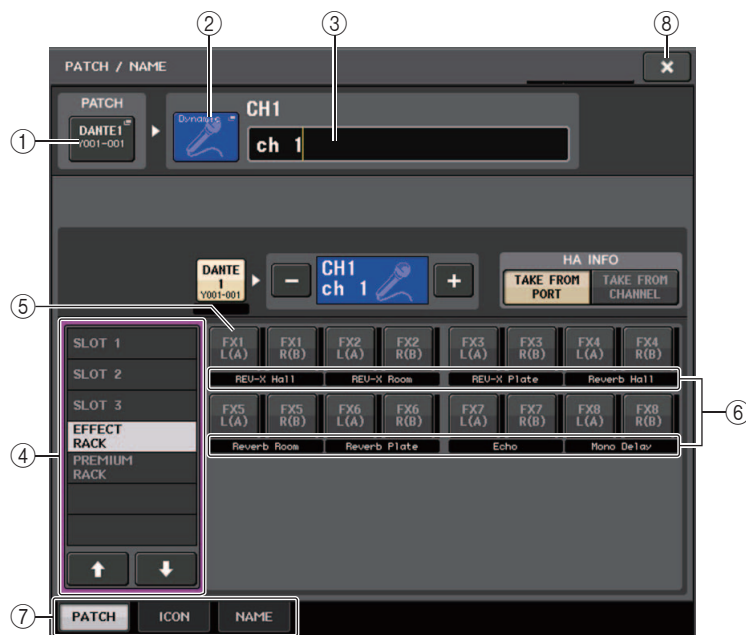 ② ③ ⑧
PATCH / NAME
PATCH
DANTE1
Y001-001
Dynamic
CH1
ch 1
①
DANTE
1
Y001-001
CH1
ch 1
HA INFO
TAKE FROM
PORT
TAKE FROM
CHANNEL
⑤
SLOT 1
SLOT 2
SLOT 3
EFFECT
RACK
PREMIUM
RACK
④
FX1 FX1 FX2 FX2 FX3 FX3 FX4 FX4
L(A) R(B) L(A) R(B) L(A) R(B) L(A) R(B)
REV-X Hall REV-X Room REV-X Plate Reverb Hall
FX5 FX5 FX6 FX6 FX7 FX7 FX8 FX8
L(A) R(B) L(A) R(B) L(A) R(B) L(A) R(B)
Reverb Room Reverb Plate Echo Mono Delay
⑥
⑦
PATCH ICON NAME